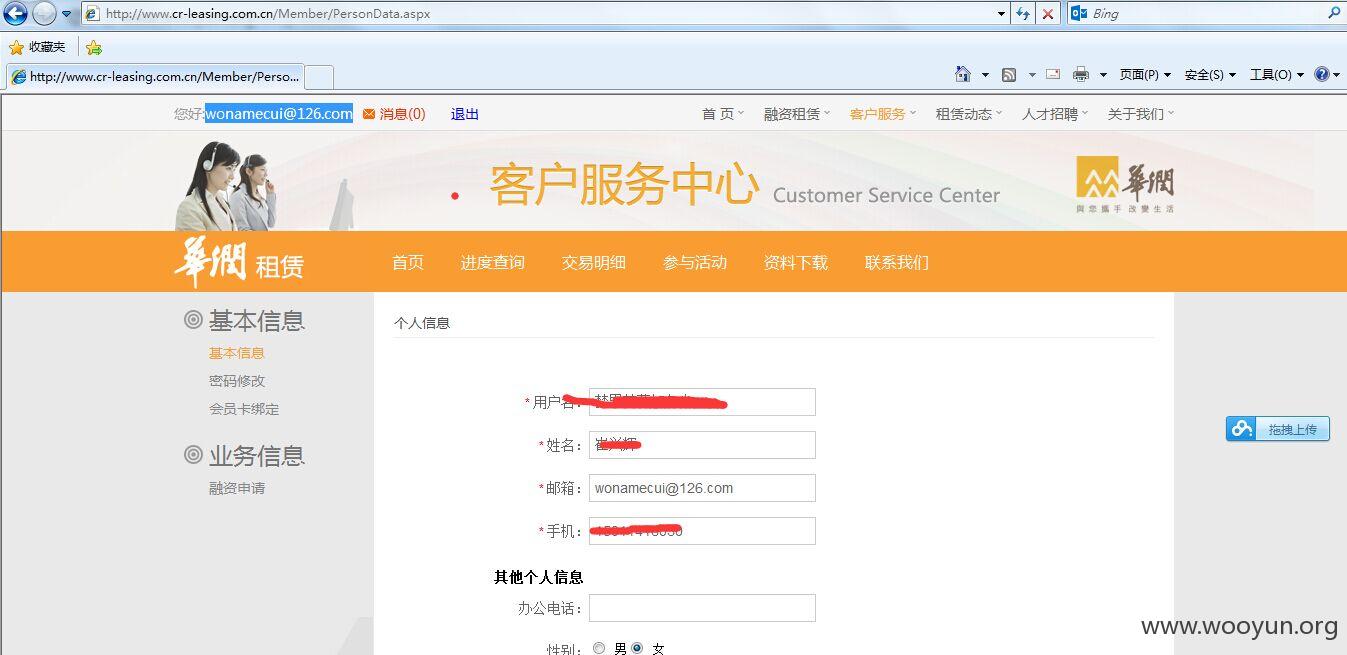 http://www.cr-leasing.com.cn/Member/PersonData.aspx
Bing
收藏夹
http://www.cr-leasing.com.cn/Member/Perso...
页面(P) 安全(S) 工具(O)
您好:wonamecui@126.com 消息(0) 退出
首 页 融资租赁 客户服务 租赁动态 人才招聘 关于我们
客户服务中心 Customer Service Center
華潤
與您攜手改變生活
華潤 租赁
首页 进度查询 交易明细 参与活动 资料下载 联系我们
基本信息
基本信息
密码修改
会员卡绑定
业务信息
融资申请
个人信息
*用户名:
*姓名:
*邮箱: wonamecui@126.com
*手机:
其他个人信息
办公电话:
性别: 男 女
拖拽上传
www.wooyun.org